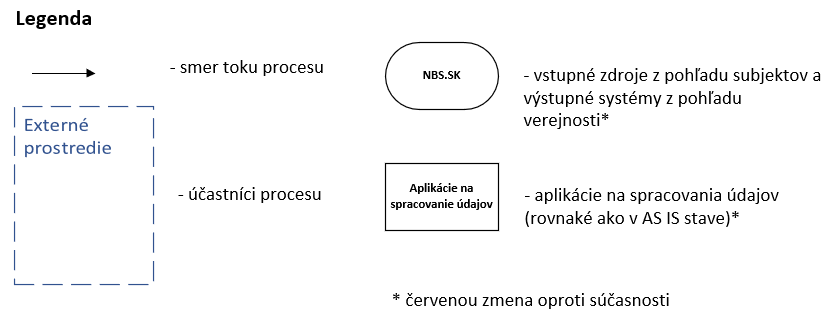 Legenda
- smer toku procesu
Externé
prostredie
- účastníci procesu
NBS.SK
- vstupné zdroje z pohľadu subjektov a
výstupné systémy z pohľadu
verejnosti*
Aplikácie na
spracovanie údajov
- aplikácie na spracovania údajov
(rovnaké ako v AS IS stave)*
* červenou zmena oproti súčasnosti